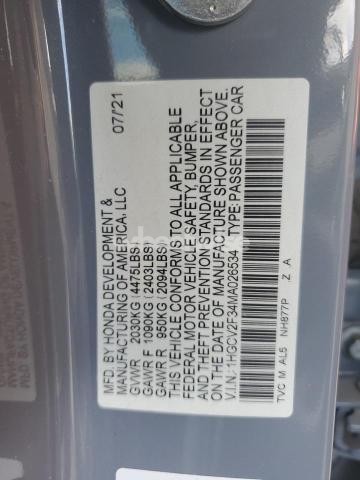 MFD. BY HONDA DEVELOPMENT & 07/21
MANUFACTURING OF AMERICA, LLC
GVWR 2030KG (4475LBS)
GAWR F 1090KG (2403LBS)
GAWR R 950KG (2094LBS)
THIS VEHICLE CONFORMS TO ALL APPLICABLE
FEDERAL MOTOR VEHICLE SAFETY, BUMPER,
AND THEFT PREVENTION STANDARDS IN EFFECT
ON THE DATE OF MANUFACTURE SHOWN ABOVE.
V.I.N.: 1HGCV2F34MA026534 TYPE: PASSENGER CAR
TVC M AL5 NH877P Z A